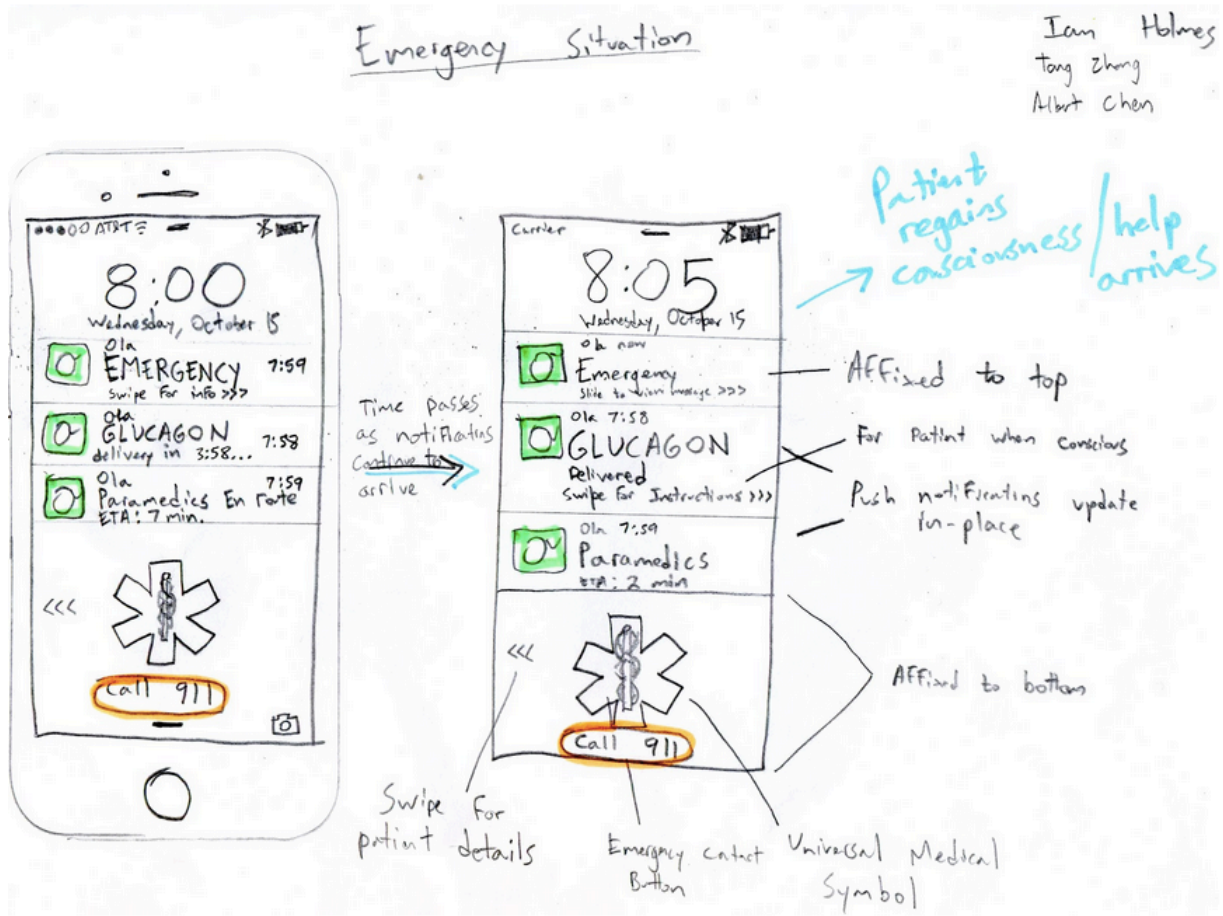 Emergency Situation
Ian Holmes
Tong Zhang
Albert Chen
AT&T
8:00
Wednesday, October 15
Ola
EMERGENCY 7:59
Swipe For info >>>
Ola
GLUCAGON 7:58
delivery in 3:58...
Ola 7:59
Paramedics En route
ETA: 7 min.
<<<
Call 911
Time passes
as notifications
continue to
arrive
Carrier
8:05
Wednesday, October 15
Ola now
Emergency
Slide to view message >>>
Ola 7:58
GLUCAGON
Delivered
Swipe for Instructions >>>
Ola 7:59
Paramedics
ETA: 2 min
<<<
Call 911
Patient
regains
consciousness / help
arrives
Affixed to top
For Patient when conscious
Push notifications update
in-place
Affixed to bottom
Swipe for
patient details
Emergency contact
Button
Universal Medical
Symbol